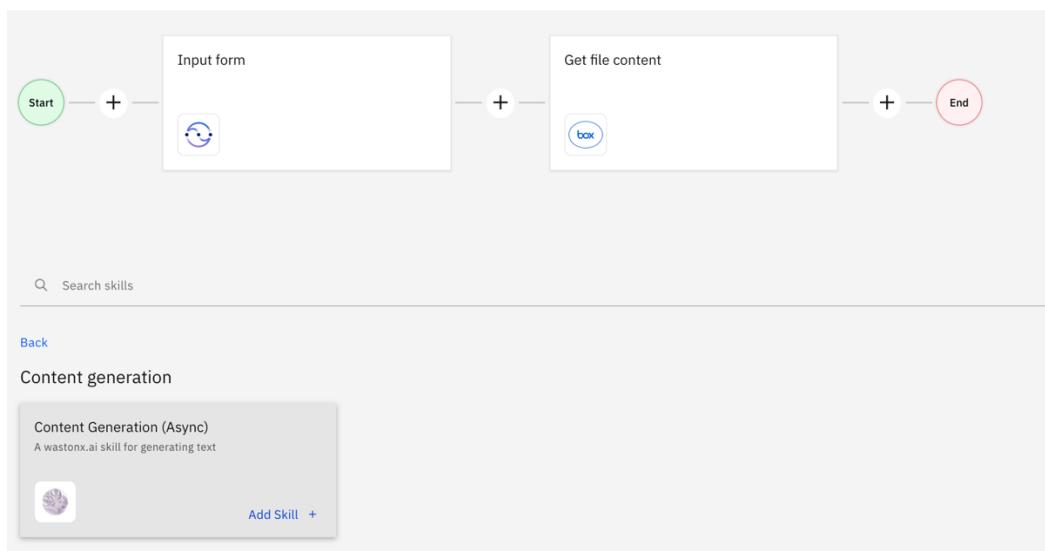 Input form
Get file content
Start
+
+
+
End
box
Search skills
Back
Content generation
Content Generation (Async)
A wastonx.ai skill for generating text
Add Skill +